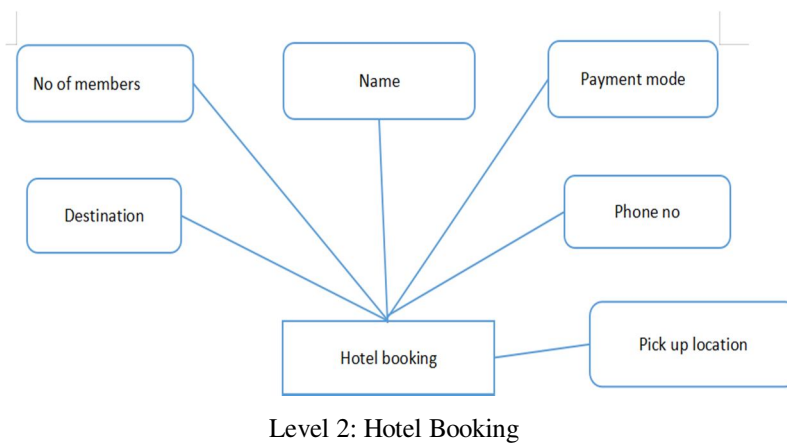 No of members
Name
Payment mode
Destination
Phone no
Hotel booking
Pick up location
Level 2: Hotel Booking